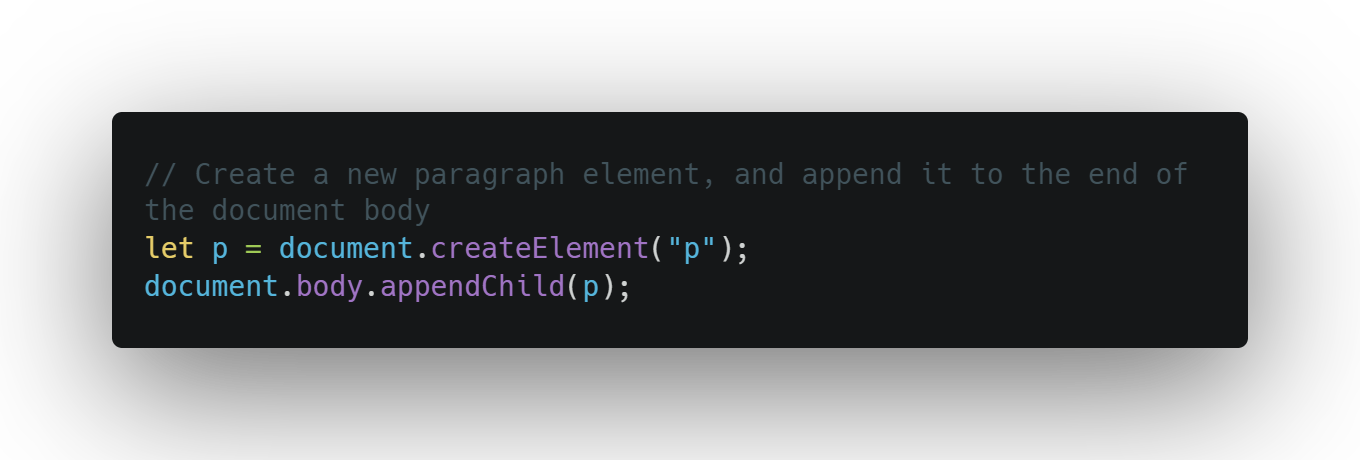 // Create a new paragraph element, and append it to the end of
the document body
let p = document.createElement("p");
document.body.appendChild(p);